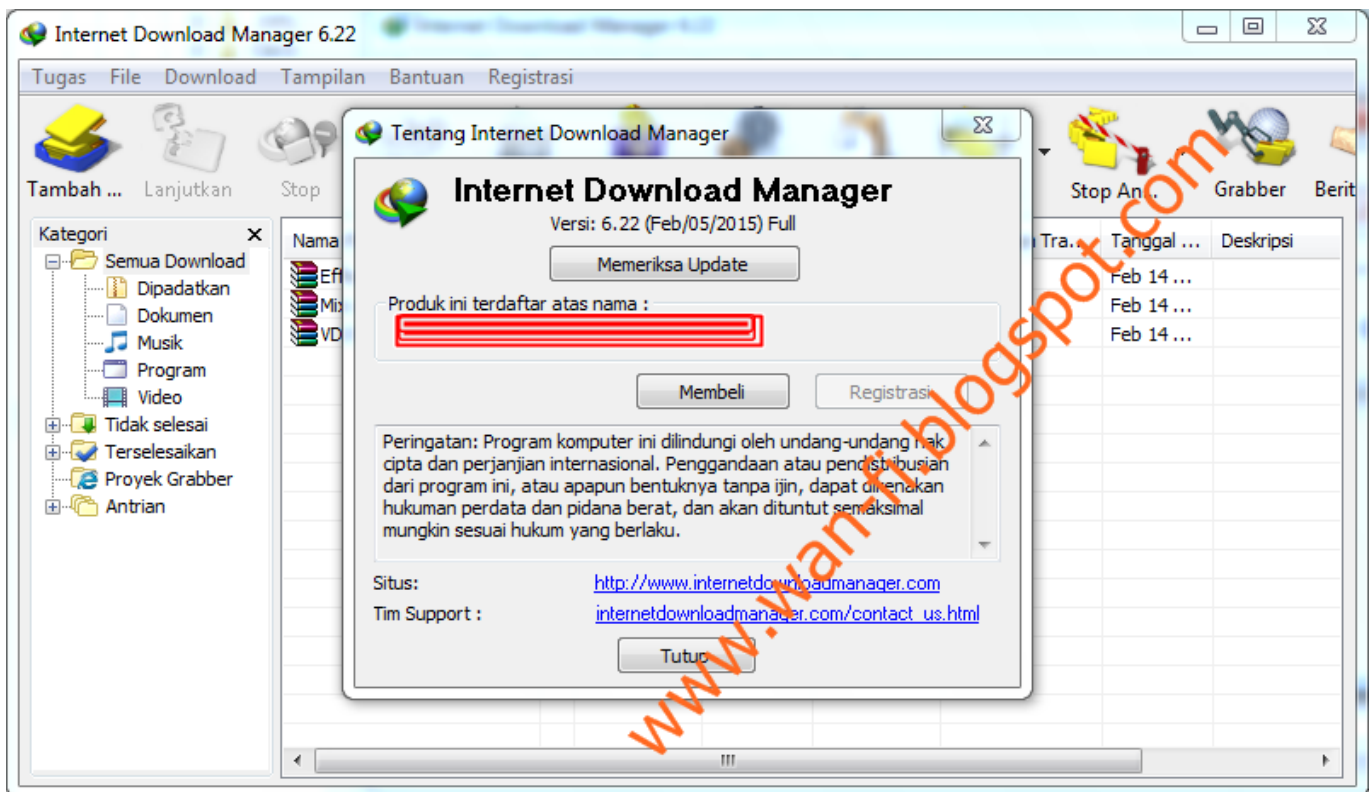 Internet Download Manager 6.22
Tugas File Download Tampilan Bantuan Registrasi
Tambah ... Lanjutkan Stop Stop An... Grabber Berit
Kategori
Semua Download
Dipadatkan
Dokumen
Musik
Program
Video
Tidak selesai
Terselesaikan
Proyek Grabber
Antrian
Nama Tra... Tanggal ... Deskripsi
Eff Feb 14 ...
Mix Feb 14 ...
VD Feb 14 ...
Tentang Internet Download Manager
Internet Download Manager
Versi: 6.22 (Feb/05/2015) Full
Memeriksa Update
Produk ini terdaftar atas nama :
Membeli Registrasi
Peringatan: Program komputer ini dilindungi oleh undang-undang hak
cipta dan perjanjian internasional. Penggandaan atau pendistribusian
dari program ini, atau apapun bentuknya tanpa ijin, dapat dikenakan
hukuman perdata dan pidana berat, dan akan dituntut semaksimal
mungkin sesuai hukum yang berlaku.
Situs: http://www.internetdownloadmanager.com
Tim Support : internetdownloadmanager.com/contact_us.html
Tutup
www.wan-fi.blogspot.com